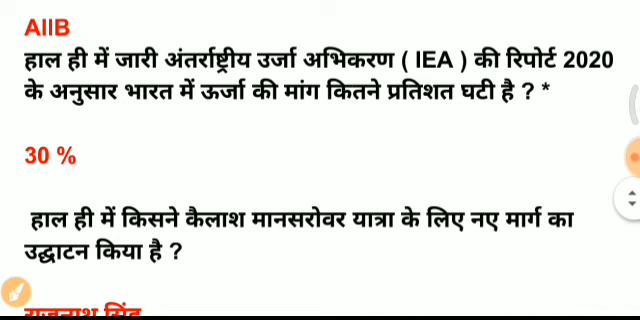 AIIB
हाल ही में जारी अंतर्राष्ट्रीय उर्जा अभिकरण ( IEA ) की रिपोर्ट 2020
के अनुसार भारत में ऊर्जा की मांग कितने प्रतिशत घटी है ? *
30 %
हाल ही में किसने कैलाश मानसरोवर यात्रा के लिए नए मार्ग का
उद्घाटन किया है ?
राजनाथ सिंह